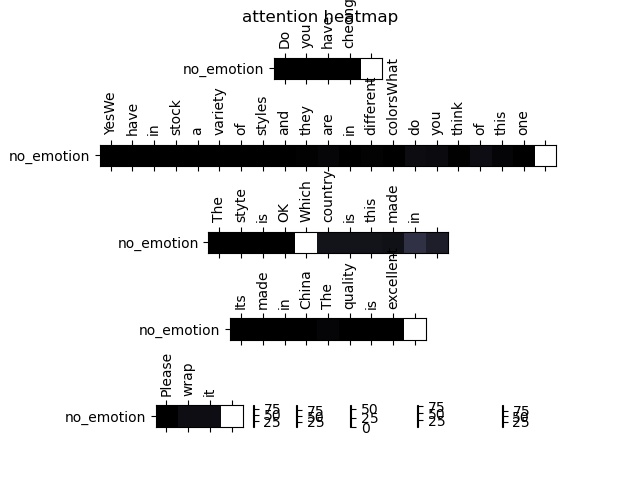 attention heatmap
Do you have cheong
no_emotion
YesWe have in stock a variety of styles and they are in different colorsWhat do you think of this one
no_emotion
The styte is OK Which country is this made in
no_emotion
Its made in China The quality is excellent
no_emotion
Please wrap it
no_emotion
75 75 50 75 75
50 50 25 50 50
25 25 0 25 25